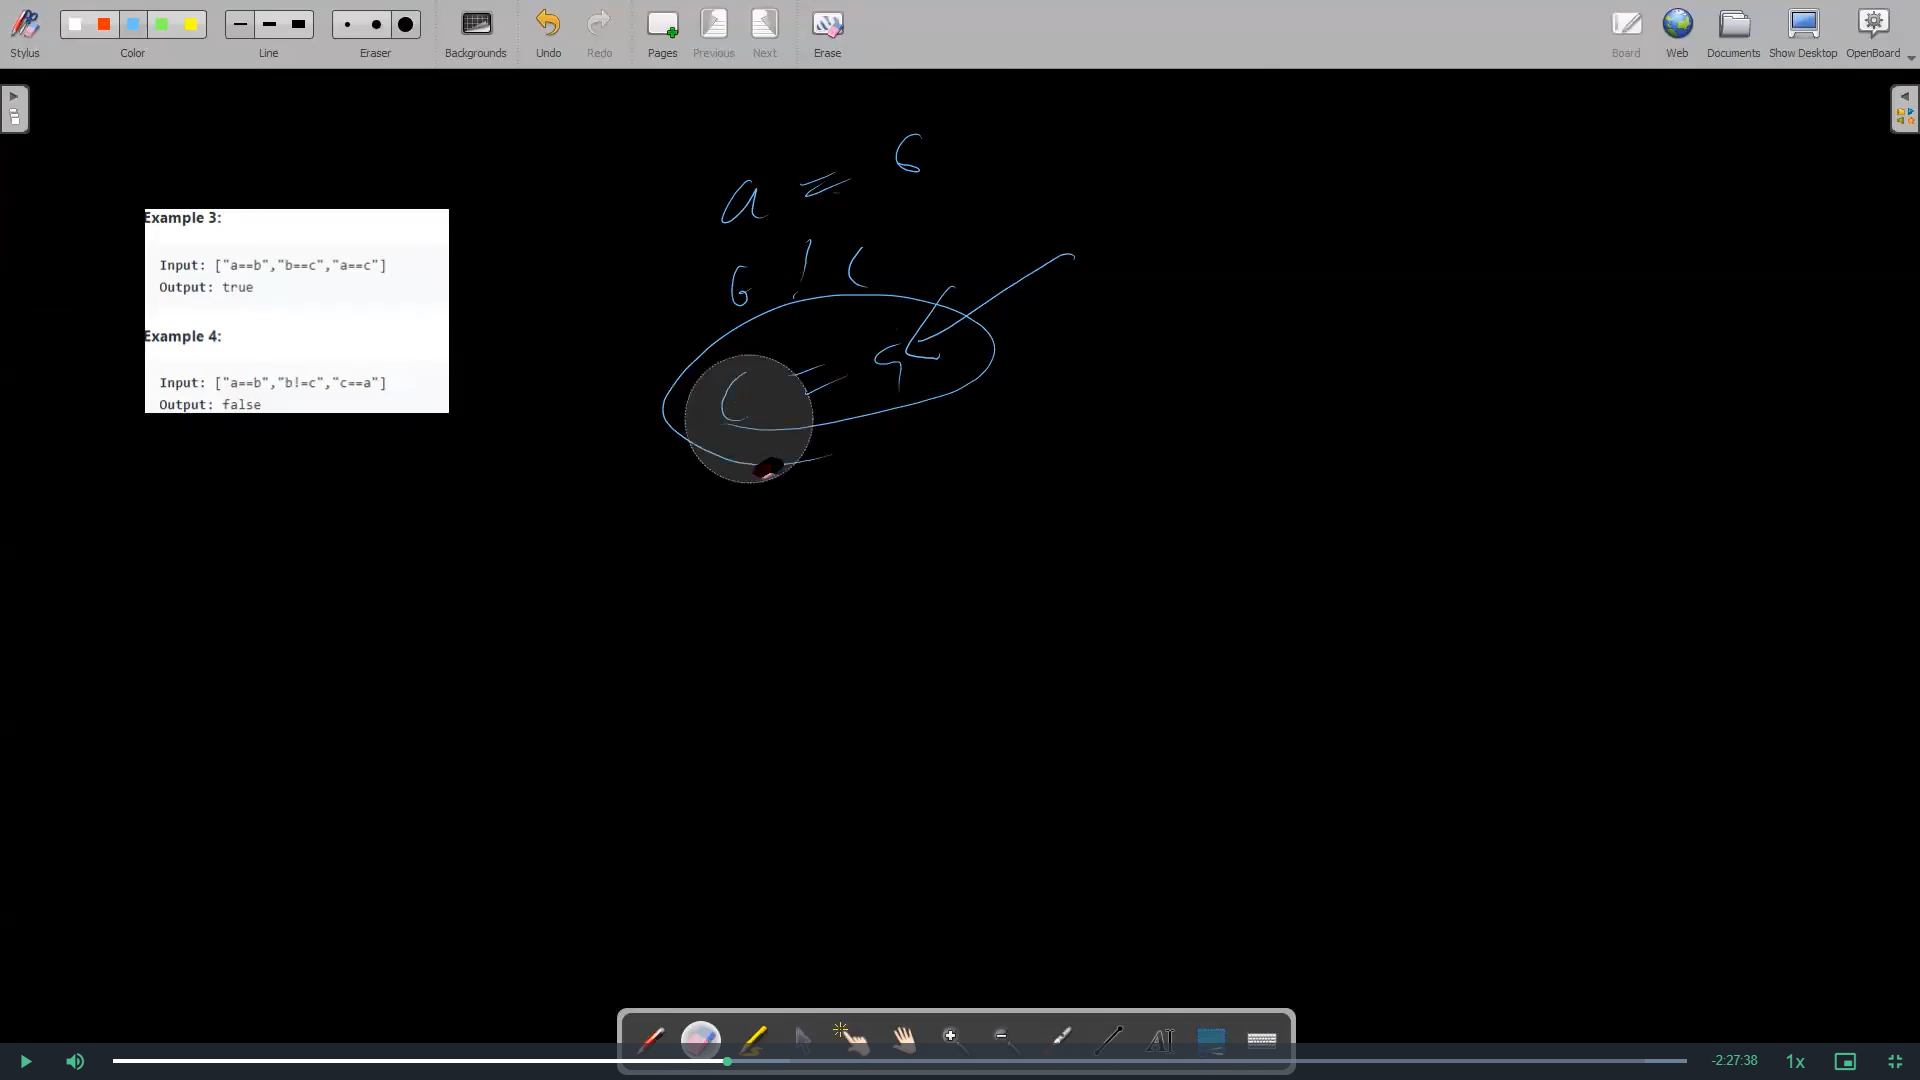 Stylus
Color
Line
Eraser
Backgrounds
Undo
Redo
Pages
Previous
Next
Erase
Board
Web
Documents
Show Desktop
OpenBoard
Example 3:
Input: ["a==b","b==c","a==c"]
Output: true
Example 4:
Input: ["a==b","b!=c","c==a"]
Output: false
a = b
b ! c
c =
-2:27:38
1x